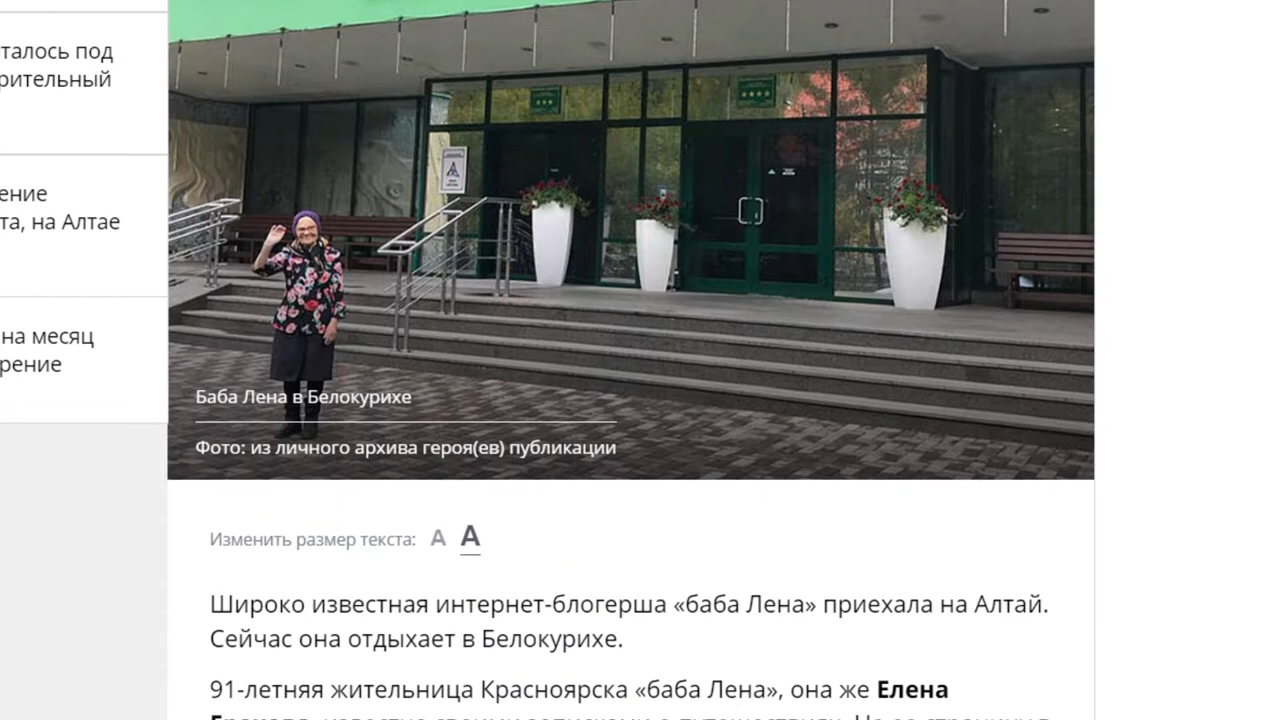 талось под
рительный
ение
та, на Алтае
на месяц
рение
Баба Лена в Белокурихе
Фото: из личного архива героя(ев) публикации
Изменить размер текста: А А
Широко известная интернет-блогерша «баба Лена» приехала на Алтай.
Сейчас она отдыхает в Белокурихе.
91-летняя жительница Красноярска «баба Лена», она же Елена